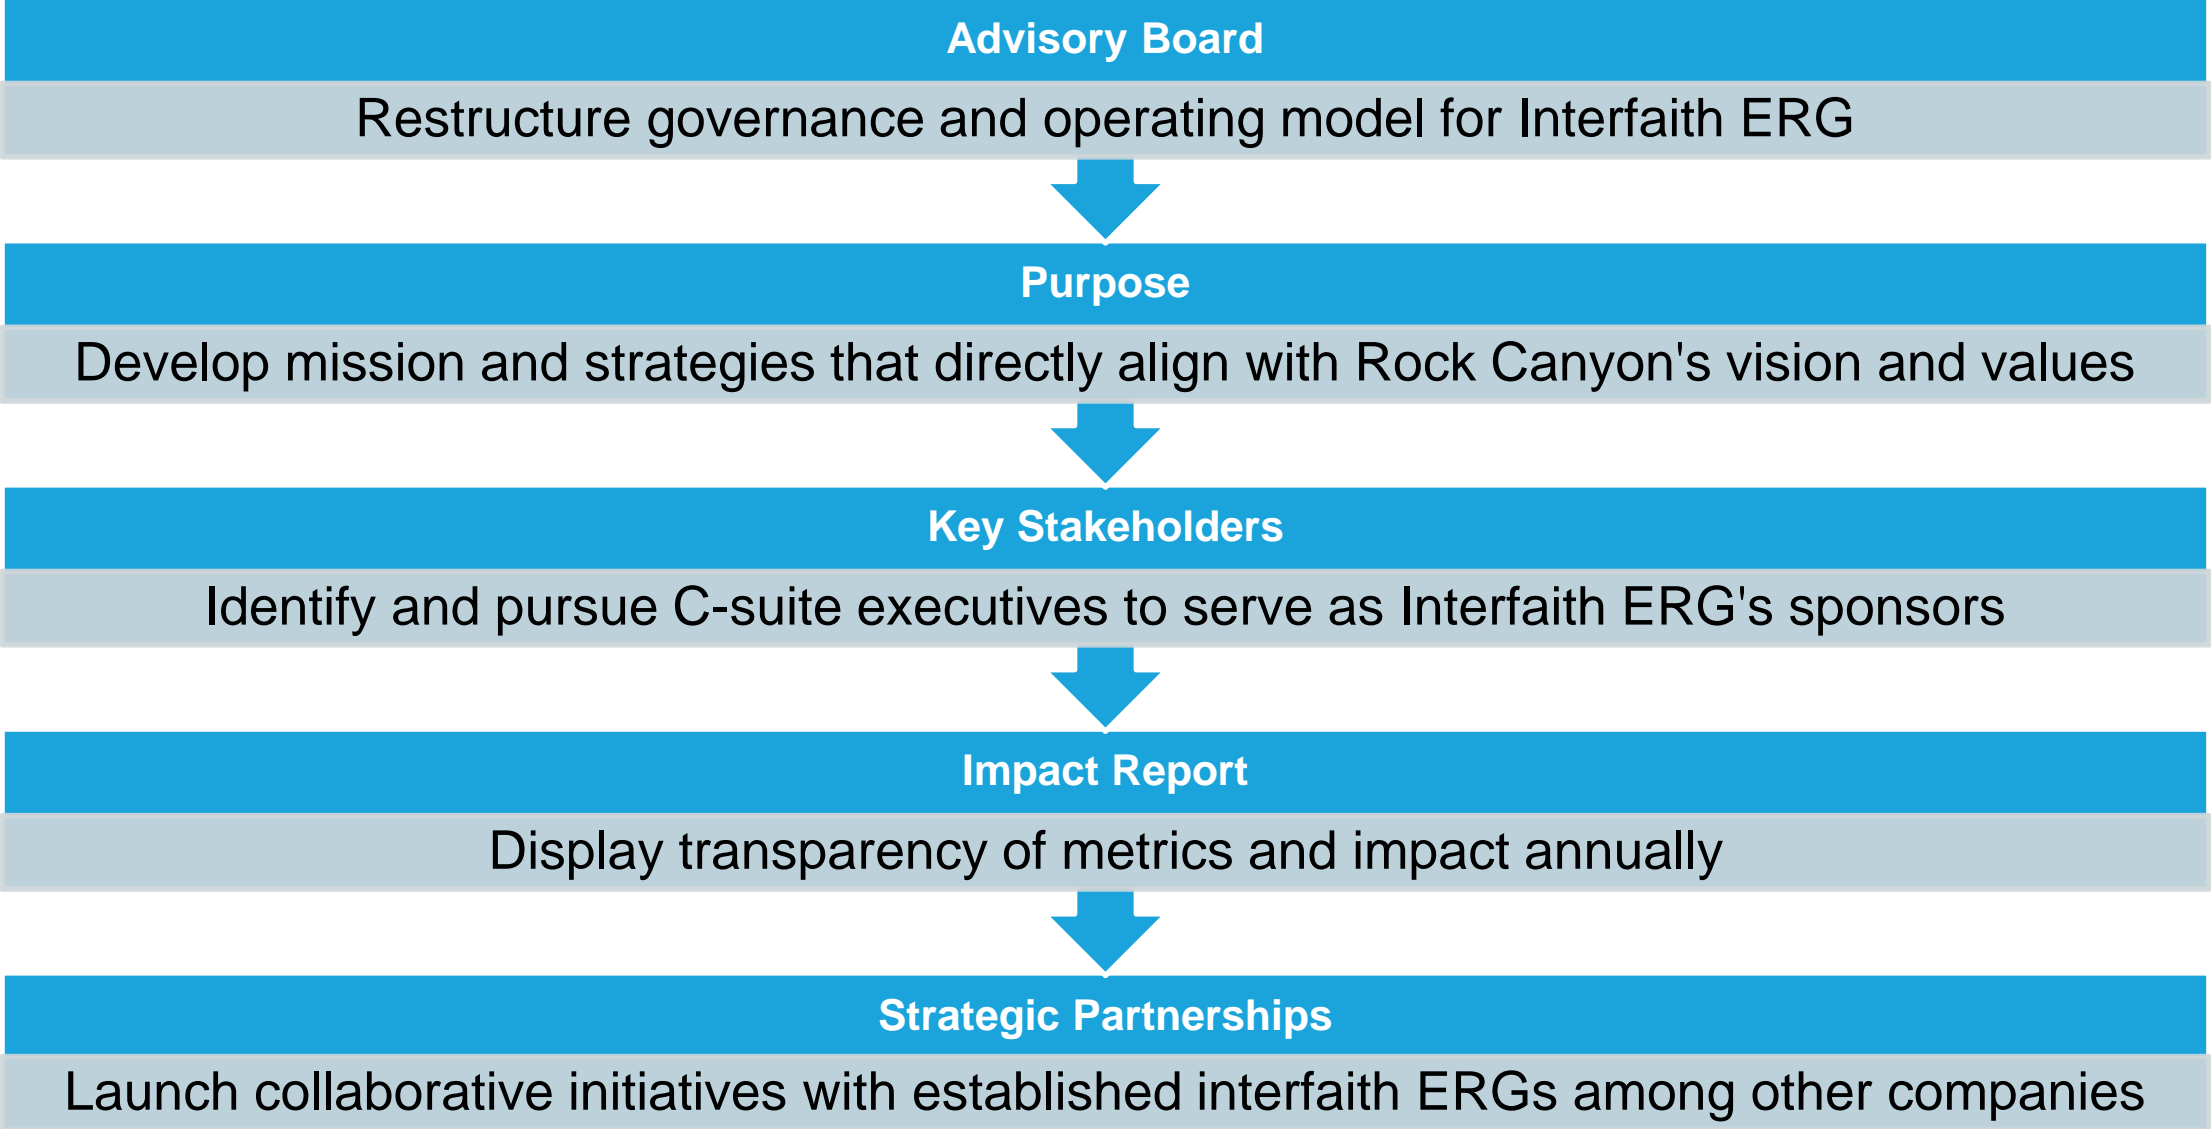 Advisory Board
Restructure governance and operating model for Interfaith ERG
Purpose
Develop mission and strategies that directly align with Rock Canyon's vision and values
Key Stakeholders
Identify and pursue C-suite executives to serve as Interfaith ERG's sponsors
Impact Report
Display transparency of metrics and impact annually
Strategic Partnerships
Launch collaborative initiatives with established interfaith ERGs among other companies